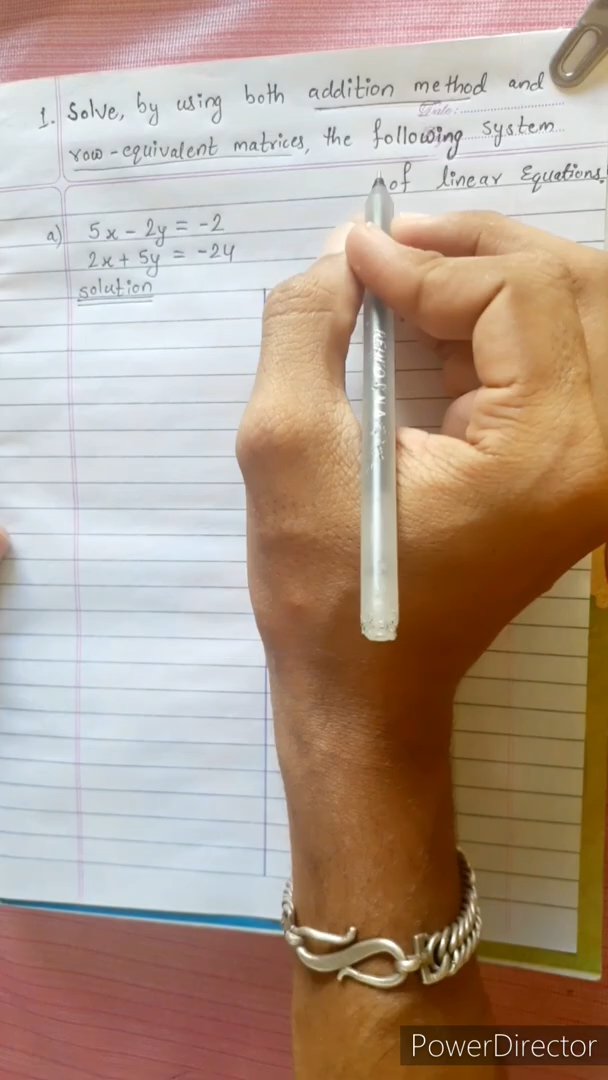 1. Solve, by using both addition method and
Date:
row-equivalent matrices, the following system
of linear Equations.
a) 5x - 2y = -2
2x + 5y = -24
solution
PowerDirector